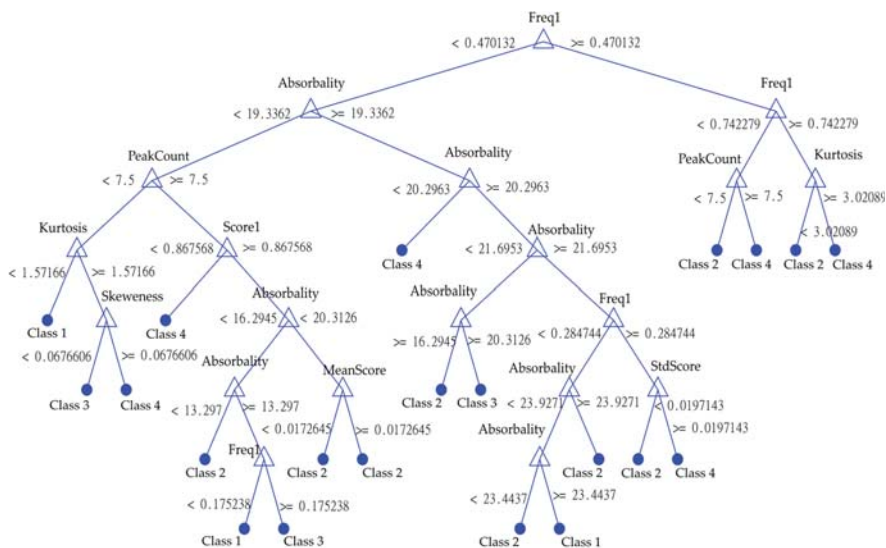 Freq1
< 0.470132 >= 0.470132
Absorbality Freq1
< 19.3362 >= 19.3362 < 0.742279 >= 0.742279
PeakCount Absorbality PeakCount Kurtosis
< 7.5 >= 7.5 < 20.2963 >= 20.2963 < 7.5 >= 7.5 >= 3.02089
< 3.02089
Kurtosis Score1 Class 4 Absorbality Class 2 Class 4 Class 2 Class 4
< 1.57166 >= 1.57166 < 0.867568 >= 0.867568 < 21.6953 >= 21.6953
Class 1 Skeweness Class 4 Absorbality Absorbality Freq1
< 0.0676606 >= 0.0676606 < 16.2945 < 20.3126 >= 16.2945 >= 20.3126 < 0.284744 >= 0.284744
Class 3 Class 4 Absorbality MeanScore Class 2 Class 3 Absorbality StdScore
< 13.297 >= 13.297 < 0.0172645 >= 0.0172645 < 23.9271 >= 23.9271 < 0.0197143 >= 0.0197143
Class 2 Freq1 Class 2 Class 2 Absorbality Class 2 Class 2 Class 4
< 0.175238 >= 0.175238 < 23.4437 >= 23.4437
Class 1 Class 3 Class 2 Class 1